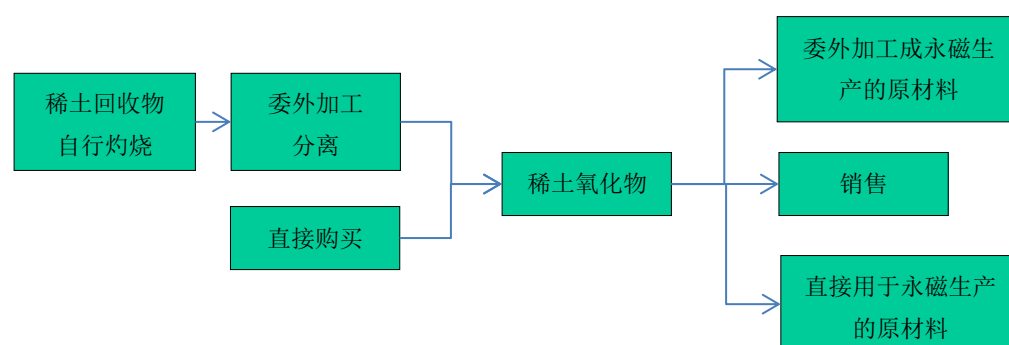 稀土回收物
自行灼烧
委外加工
分离
直接购买
稀土氧化物
委外加工成永磁生
产的原材料
销售
直接用于永磁生产
的原材料